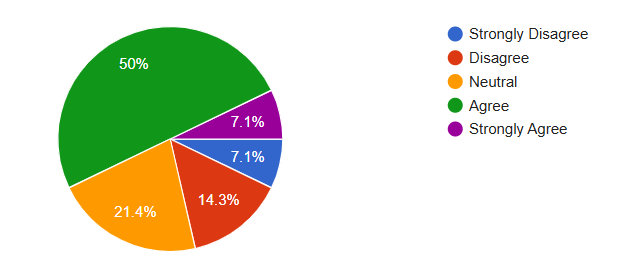 50%
7.1%
7.1%
14.3%
21.4%
Strongly Disagree
Disagree
Neutral
Agree
Strongly Agree